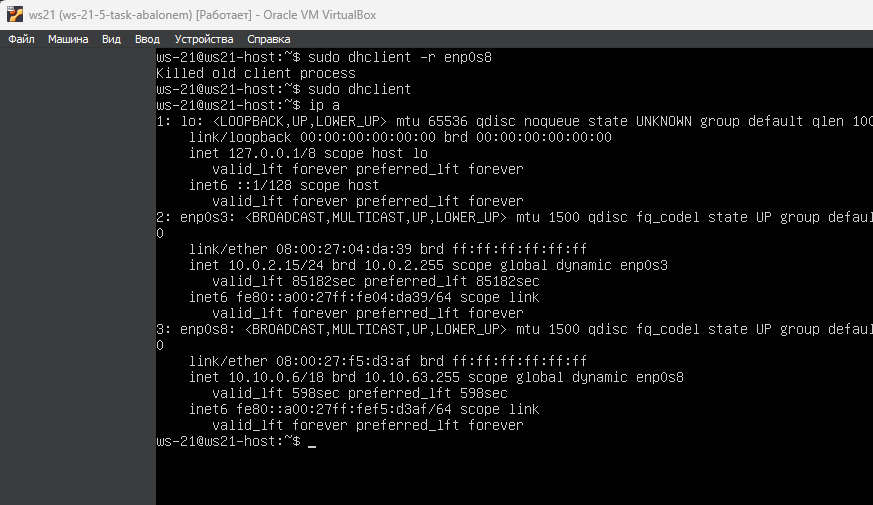 ws21 (ws-21-5-task-abalonem) [Работает] - Oracle VM VirtualBox
Файл Машина Вид Ввод Устройства Справка
ws-21@ws21-host:~$ sudo dhclient -r enp0s8
Killed old client process
ws-21@ws21-host:~$ sudo dhclient
ws-21@ws21-host:~$ ip a
1: lo: <LOOPBACK,UP,LOWER_UP> mtu 65536 qdisc noqueue state UNKNOWN group default qlen 100
link/loopback 00:00:00:00:00:00 brd 00:00:00:00:00:00
inet 127.0.0.1/8 scope host lo
valid_lft forever preferred_lft forever
inet6 ::1/128 scope host
valid_lft forever preferred_lft forever
2: enp0s3: <BROADCAST,MULTICAST,UP,LOWER_UP> mtu 1500 qdisc fq_codel state UP group defaul
0
link/ether 08:00:27:04:da:39 brd ff:ff:ff:ff:ff:ff
inet 10.0.2.15/24 brd 10.0.2.255 scope global dynamic enp0s3
valid_lft 85182sec preferred_lft 85182sec
inet6 fe80::a00:27ff:fe04:da39/64 scope link
valid_lft forever preferred_lft forever
3: enp0s8: <BROADCAST,MULTICAST,UP,LOWER_UP> mtu 1500 qdisc fq_codel state UP group defaul
0
link/ether 08:00:27:f5:d3:af brd ff:ff:ff:ff:ff:ff
inet 10.10.0.6/18 brd 10.10.63.255 scope global dynamic enp0s8
valid_lft 598sec preferred_lft 598sec
inet6 fe80::a00:27ff:fef5:d3af/64 scope link
valid_lft forever preferred_lft forever
ws-21@ws21-host:~$ _